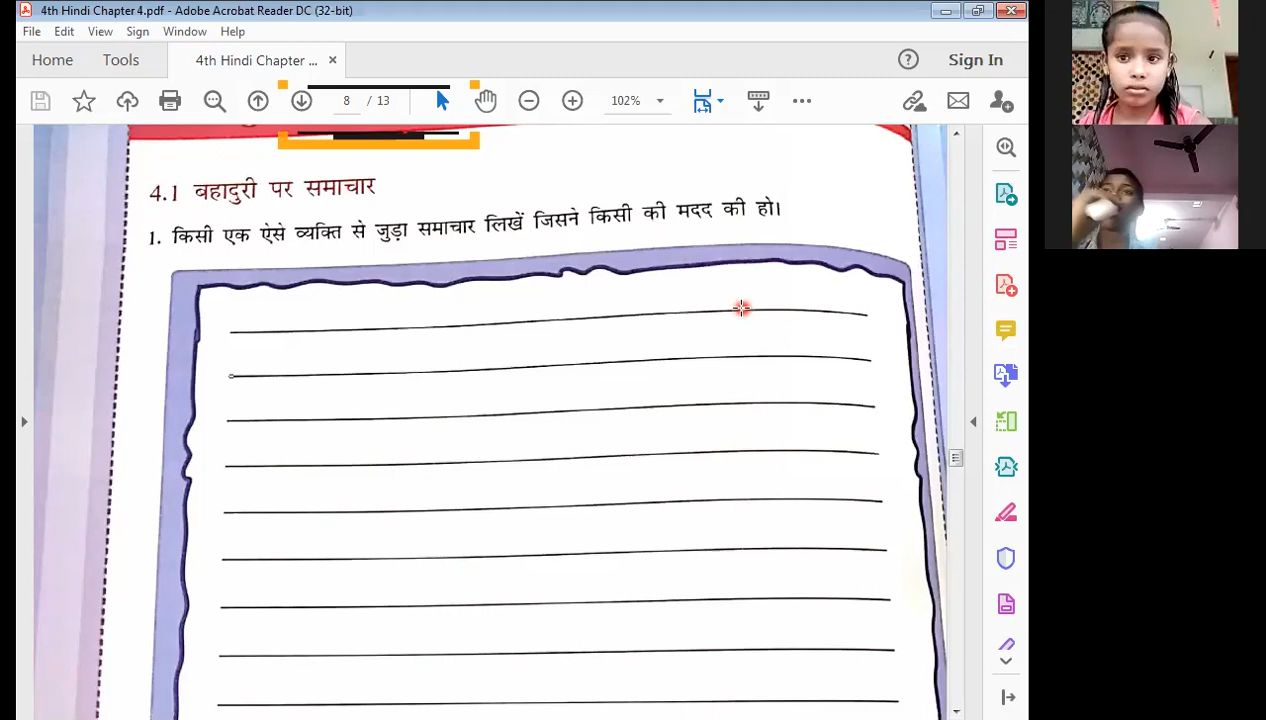 4th Hindi Chapter 4.pdf - Adobe Acrobat Reader DC (32-bit)
File Edit View Sign Window Help
Home Tools 4th Hindi Chapter ... × Sign In
8 / 13 102%
4.1 बहादुरी पर समाचार
1. किसी एक ऐसे व्यक्ति से जुड़ा समाचार लिखें जिसने किसी की मदद की हो।